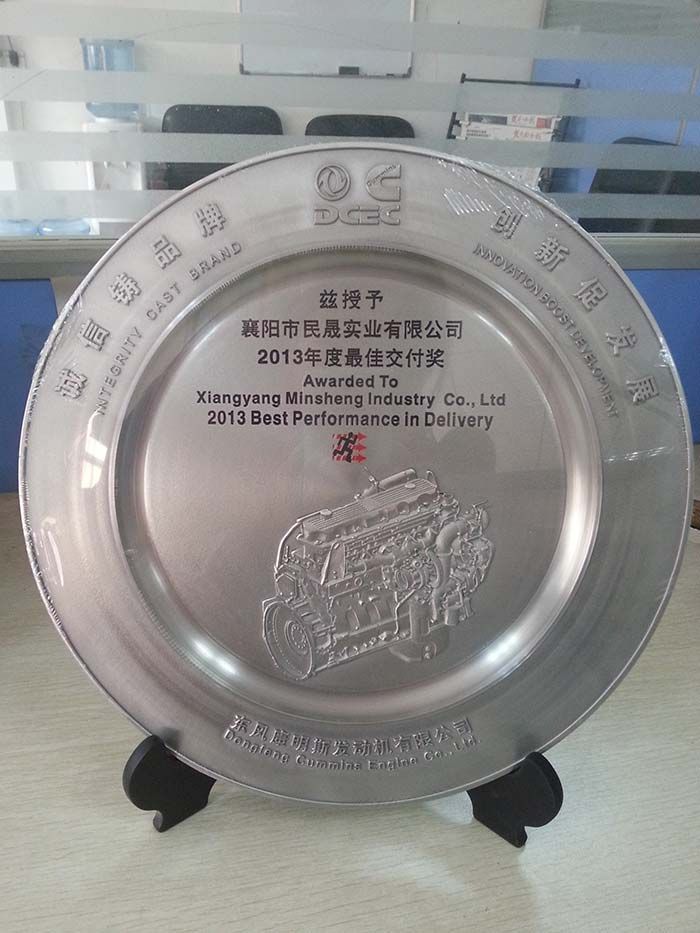 Cummins
DCEC
诚信铸品牌
INTEGRITY CAST BRAND
创新促发展
INNOVATION BOOST DEVELOPMENT
兹授予
襄阳市民晟实业有限公司
2013年度最佳交付奖
Awarded To
Xiangyang Minsheng Industry Co., Ltd
2013 Best Performance in Delivery
东风康明斯发动机有限公司
Dongfeng Cummins Engine Co., Ltd